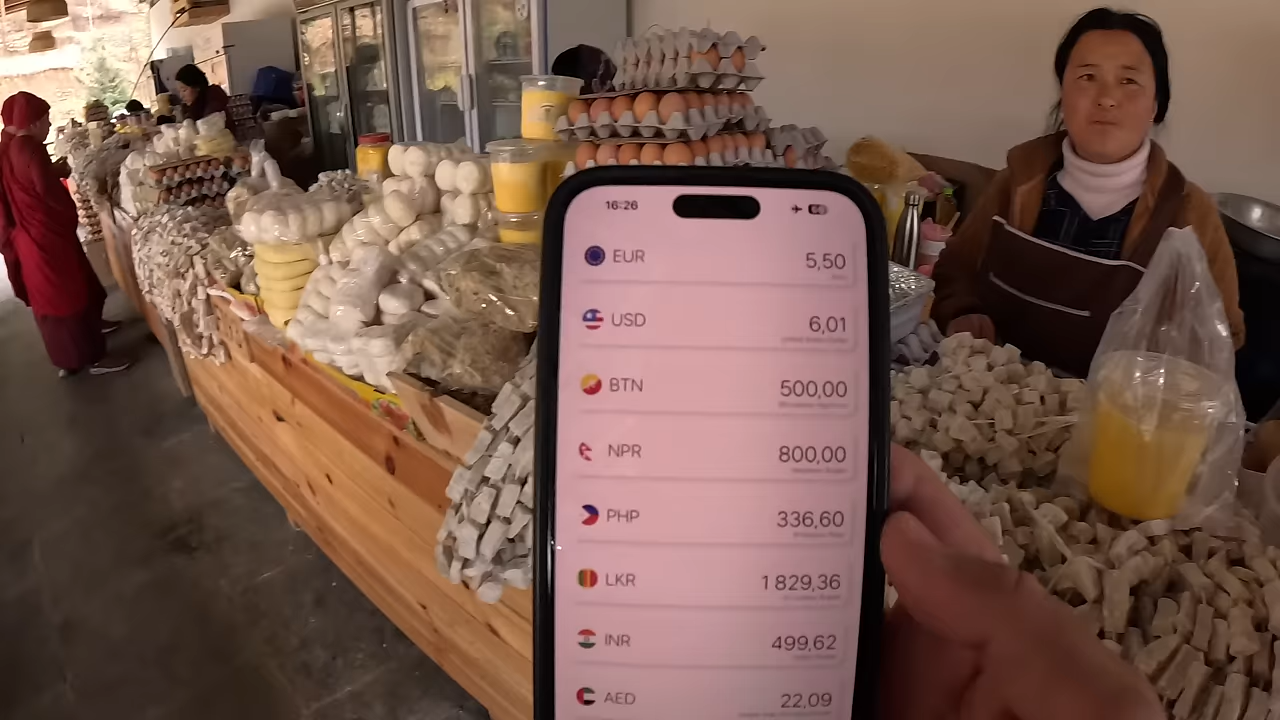 16:26
EUR 5,50
USD 6,01
BTN 500,00
NPR 800,00
PHP 336,60
LKR 1 829,36
INR 499,62
AED 22,09